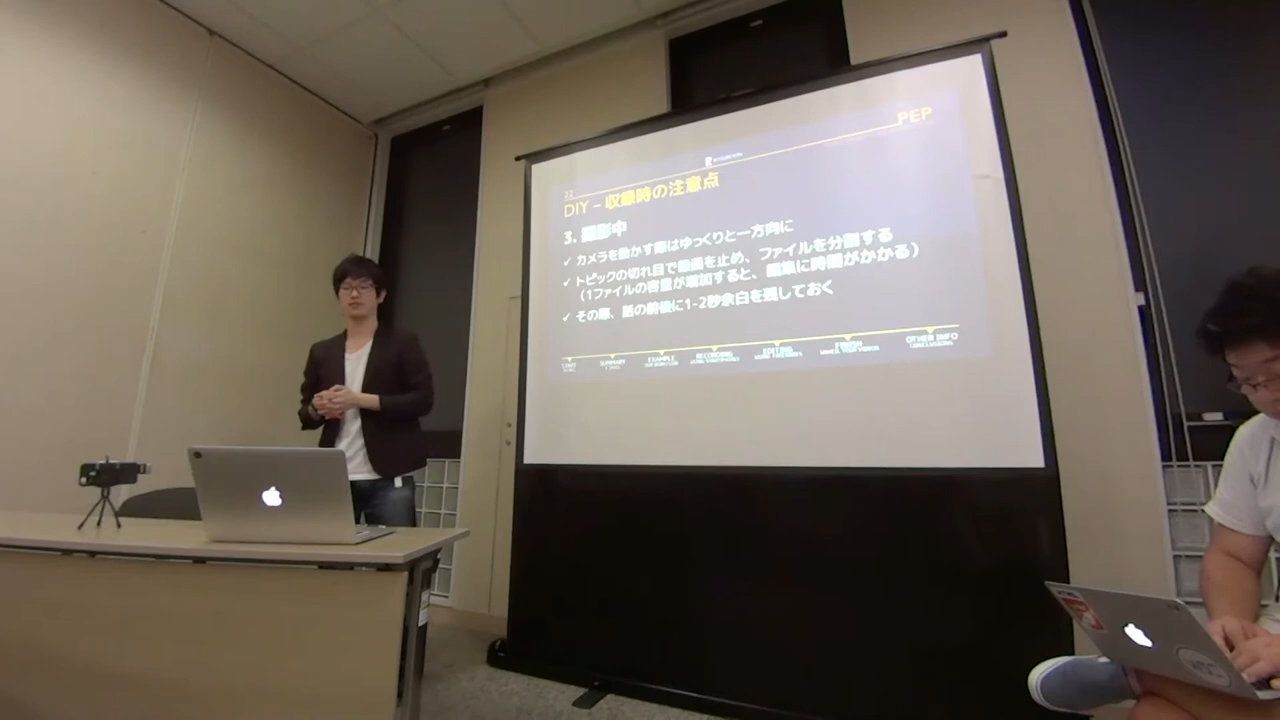 PEP
32
DIY – 収録時の注意点
3. 撮影中
✓ カメラを動かす際はゆっくりと一方向に
✓ トピックの切れ目で録画を止め、ファイルを分割する
（1ファイルの容量が増加すると、編集に時間がかかる）
✓ その際、話の前後に1-2秒余白を残しておく
START
SUMMARY
EXAMPLE
RECORDING
EDITING
FINISH
OTHER INFO
HTML